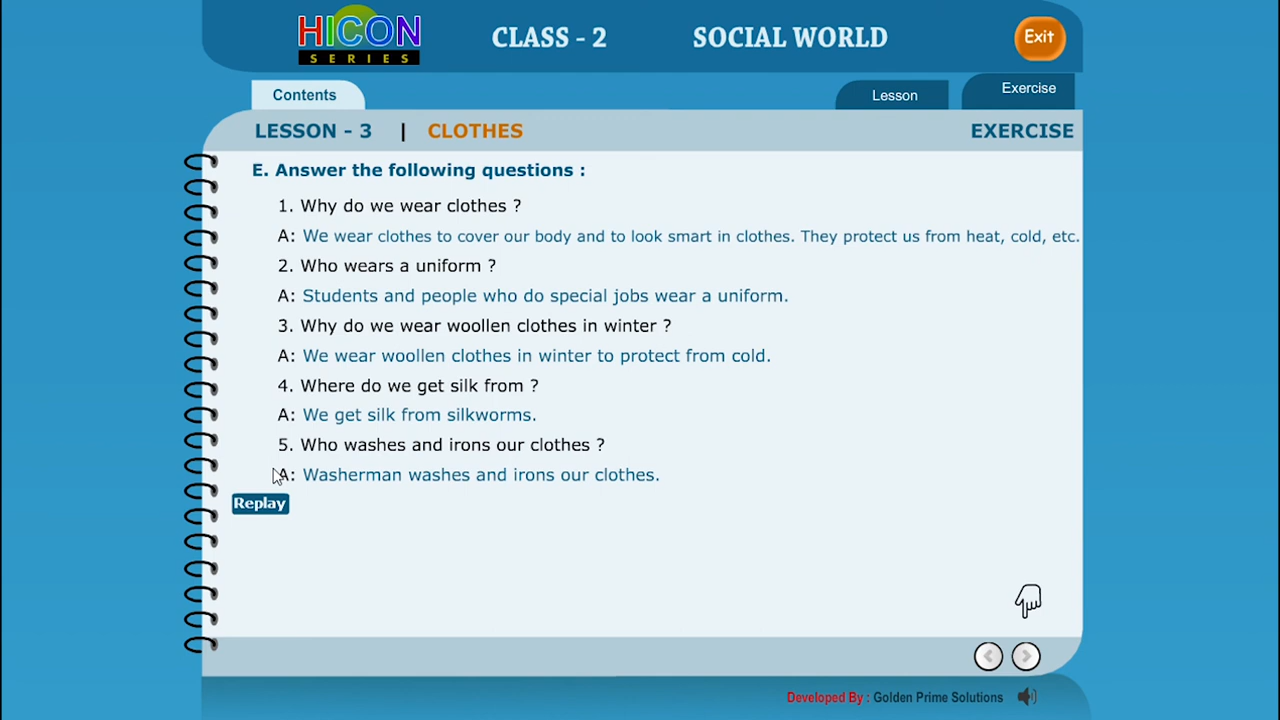 HICON
SERIES
CLASS - 2
SOCIAL WORLD
Exit
Contents
Lesson
Exercise
LESSON - 3 | CLOTHES
EXERCISE
E. Answer the following questions :
1. Why do we wear clothes ?
A: We wear clothes to cover our body and to look smart in clothes. They protect us from heat, cold, etc.
2. Who wears a uniform ?
A: Students and people who do special jobs wear a uniform.
3. Why do we wear woollen clothes in winter ?
A: We wear woollen clothes in winter to protect from cold.
4. Where do we get silk from ?
A: We get silk from silkworms.
5. Who washes and irons our clothes ?
A: Washerman washes and irons our clothes.
Replay
Developed By : Golden Prime Solutions